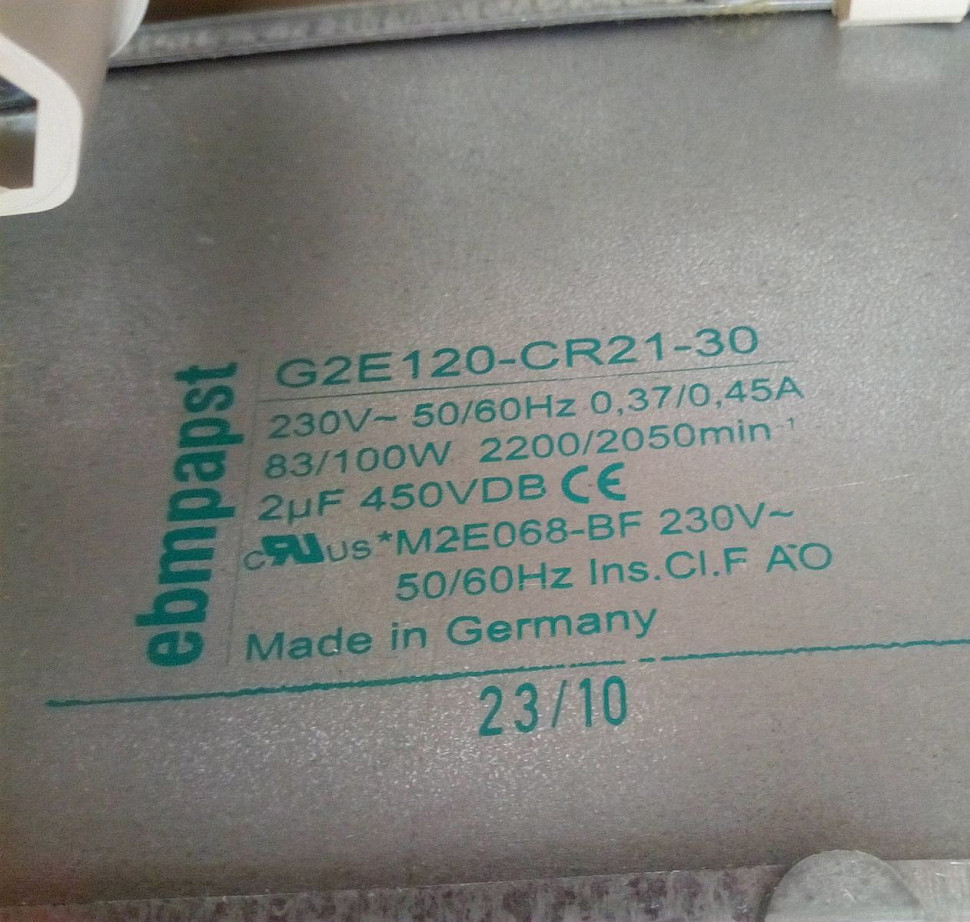 ebmpapst
G2E120-CR21-30
230V~ 50/60Hz 0,37/0,45A
83/100W 2200/2050min⁻¹
2µF 450VDB CE
cRUus*M2E068-BF 230V~
50/60Hz Ins.Cl.F AO
Made in Germany
23/10